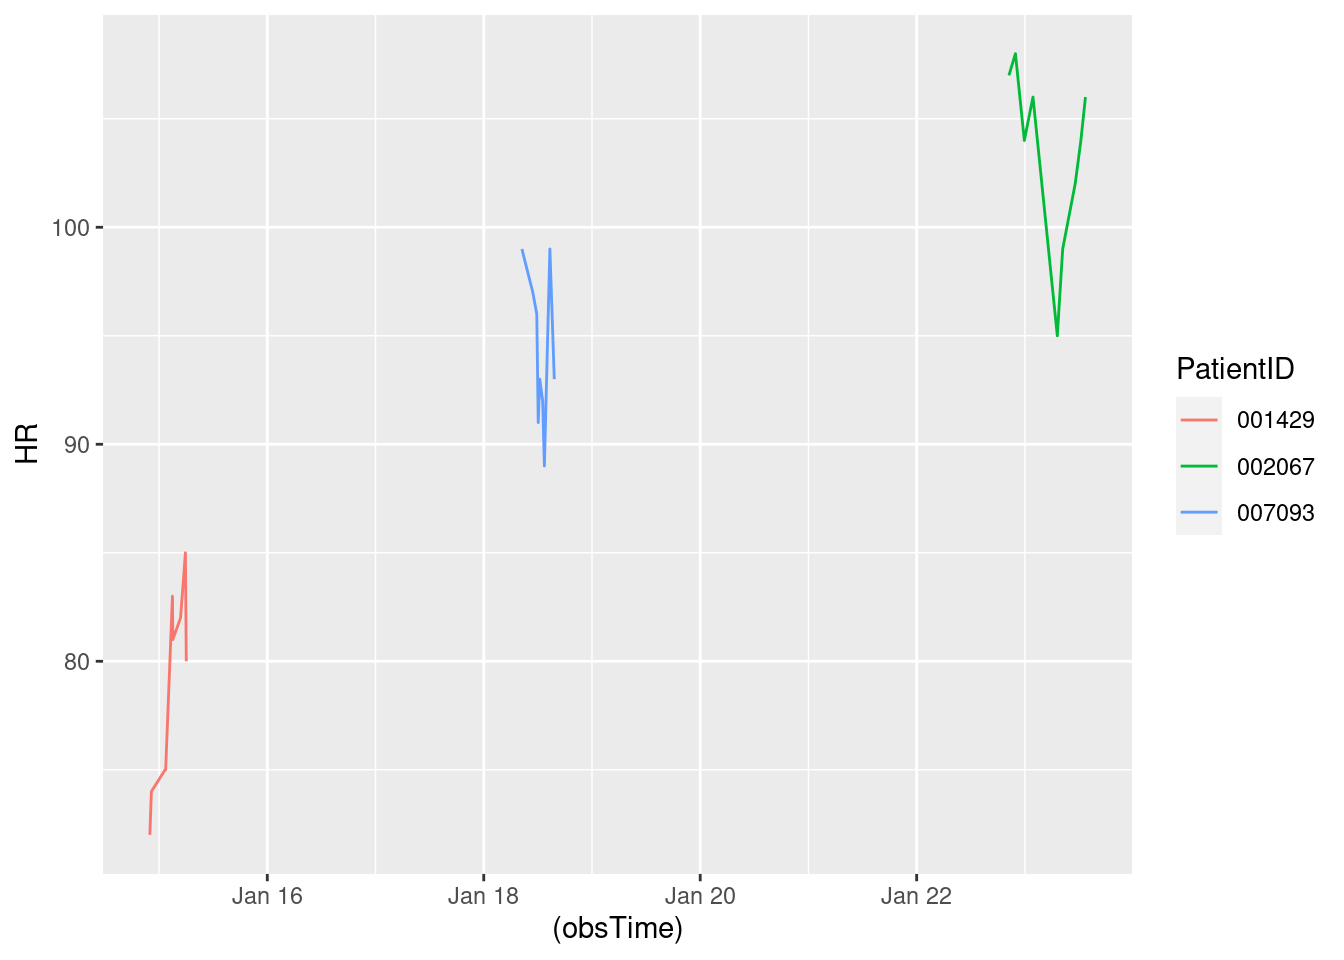 HR
100
90
80
Jan 16
Jan 18
Jan 20
Jan 22
(obsTime)
PatientID
001429
002067
007093